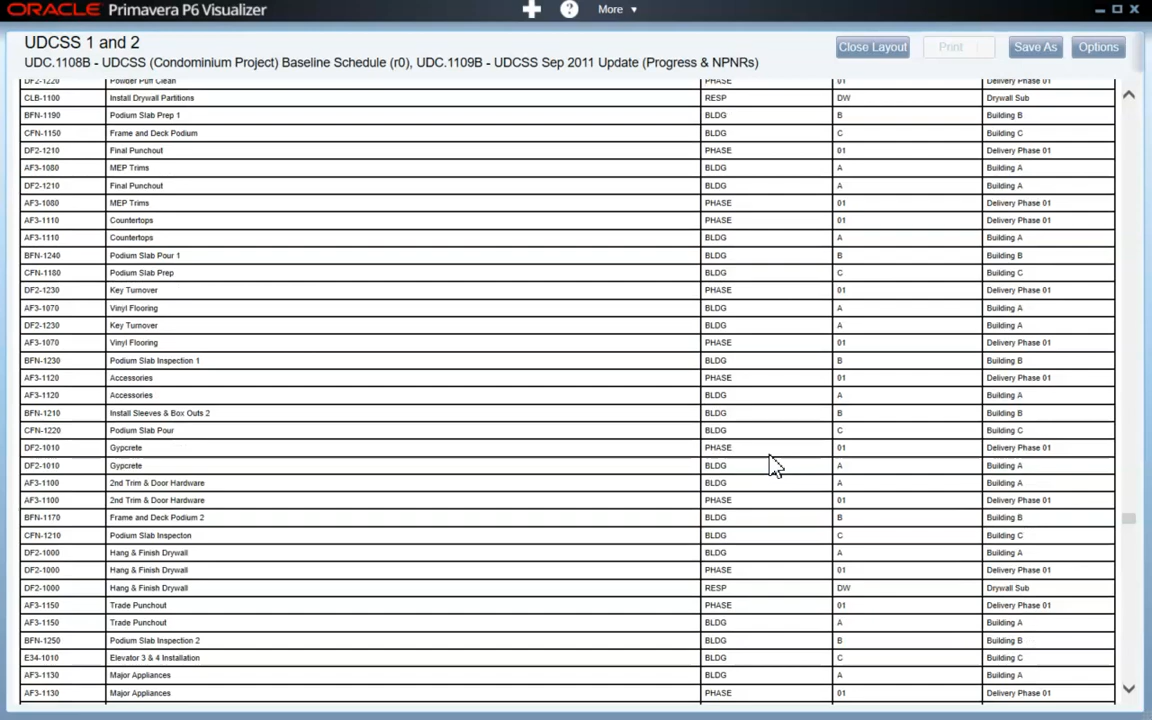 ORACLE Primavera P6 Visualizer
More
UDCSS 1 and 2
UDC.1108B - UDCSS (Condominium Project) Baseline Schedule (r0), UDC.1109B - UDCSS Sep 2011 Update (Progress & NPNRs)
Close Layout Print Save As Options
DF2-1220 Powder Puff Clean PHASE 01 Delivery Phase 01
CLB-1100 Install Drywall Partitions RESP DW Drywall Sub
BFN-1190 Podium Slab Prep 1 BLDG B Building B
CFN-1150 Frame and Deck Podium BLDG C Building C
DF2-1210 Final Punchout PHASE 01 Delivery Phase 01
AF3-1080 MEP Trims BLDG A Building A
DF2-1210 Final Punchout BLDG A Building A
AF3-1080 MEP Trims PHASE 01 Delivery Phase 01
AF3-1110 Countertops PHASE 01 Delivery Phase 01
AF3-1110 Countertops BLDG A Building A
BFN-1240 Podium Slab Pour 1 BLDG B Building B
CFN-1180 Podium Slab Prep BLDG C Building C
DF2-1230 Key Turnover PHASE 01 Delivery Phase 01
AF3-1070 Vinyl Flooring BLDG A Building A
DF2-1230 Key Turnover BLDG A Building A
AF3-1070 Vinyl Flooring PHASE 01 Delivery Phase 01
BFN-1230 Podium Slab Inspection 1 BLDG B Building B
AF3-1120 Accessories PHASE 01 Delivery Phase 01
AF3-1120 Accessories BLDG A Building A
BFN-1210 Install Sleeves & Box Outs 2 BLDG B Building B
CFN-1220 Podium Slab Pour BLDG C Building C
DF2-1010 Gypcrete PHASE 01 Delivery Phase 01
DF2-1010 Gypcrete BLDG A Building A
AF3-1100 2nd Trim & Door Hardware BLDG A Building A
AF3-1100 2nd Trim & Door Hardware PHASE 01 Delivery Phase 01
BFN-1170 Frame and Deck Podium 2 BLDG B Building B
CFN-1210 Podium Slab Inspecton BLDG C Building C
DF2-1000 Hang & Finish Drywall BLDG A Building A
DF2-1000 Hang & Finish Drywall PHASE 01 Delivery Phase 01
DF2-1000 Hang & Finish Drywall RESP DW Drywall Sub
AF3-1150 Trade Punchout PHASE 01 Delivery Phase 01
AF3-1150 Trade Punchout BLDG A Building A
BFN-1250 Podium Slab Inspection 2 BLDG B Building B
E34-1010 Elevator 3 & 4 Installation BLDG C Building C
AF3-1130 Major Appliances BLDG A Building A
AF3-1130 Major Appliances PHASE 01 Delivery Phase 01